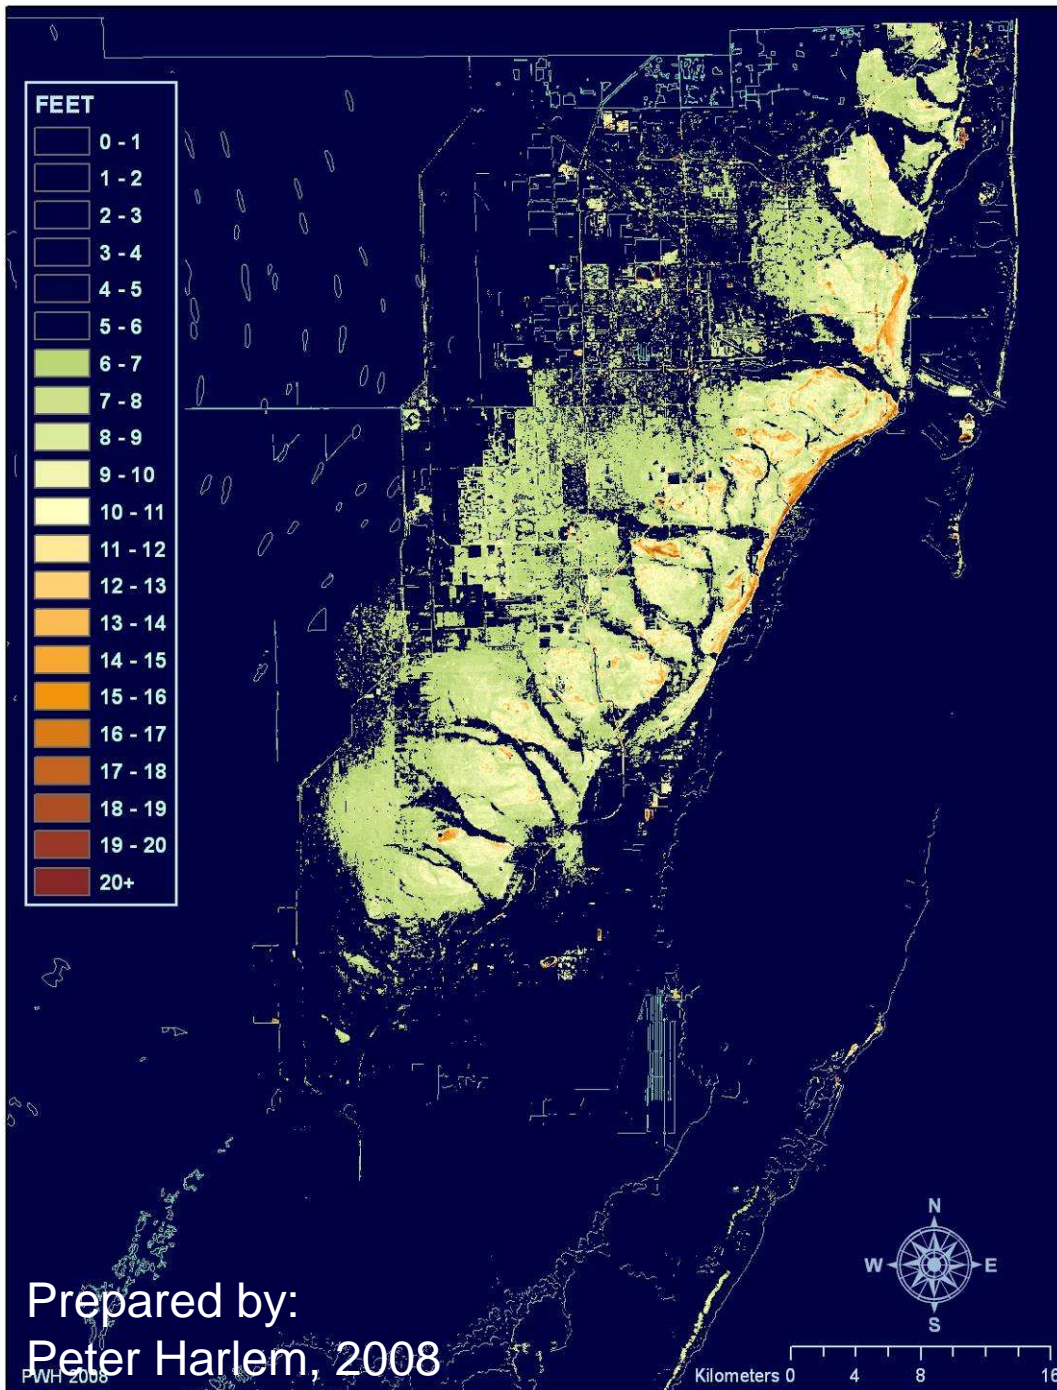 FEET
0 - 1
1 - 2
2 - 3
3 - 4
4 - 5
5 - 6
6 - 7
7 - 8
8 - 9
9 - 10
10 - 11
11 - 12
12 - 13
13 - 14
14 - 15
15 - 16
16 - 17
17 - 18
18 - 19
19 - 20
20+
N
W E
S
Prepared by:
Peter Harlem, 2008
PWH 2008
Kilometers 0 4 8 16